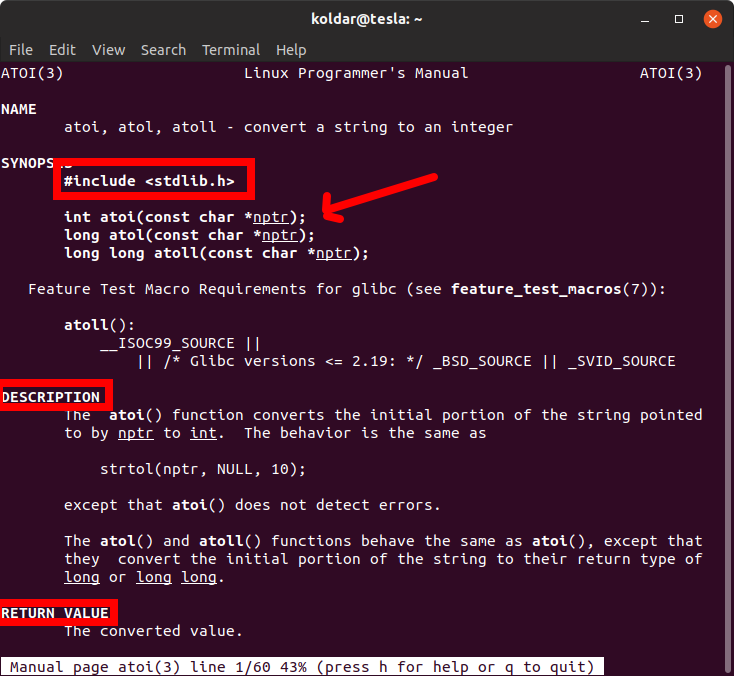 koldar@tesla: ~
File Edit View Search Terminal Help
ATOI(3) Linux Programmer's Manual ATOI(3)
NAME
atoi, atol, atoll - convert a string to an integer
SYNOPSIS
#include <stdlib.h>
int atoi(const char *nptr);
long atol(const char *nptr);
long long atoll(const char *nptr);
Feature Test Macro Requirements for glibc (see feature_test_macros(7)):
atoll():
__ISOC99_SOURCE ||
|| /* Glibc versions <= 2.19: */ _BSD_SOURCE || _SVID_SOURCE
DESCRIPTION
The atoi() function converts the initial portion of the string pointed
to by nptr to int. The behavior is the same as
strtol(nptr, NULL, 10);
except that atoi() does not detect errors.
The atol() and atoll() functions behave the same as atoi(), except that
they convert the initial portion of the string to their return type of
long or long long.
RETURN VALUE
The converted value.
Manual page atoi(3) line 1/60 43% (press h for help or q to quit)